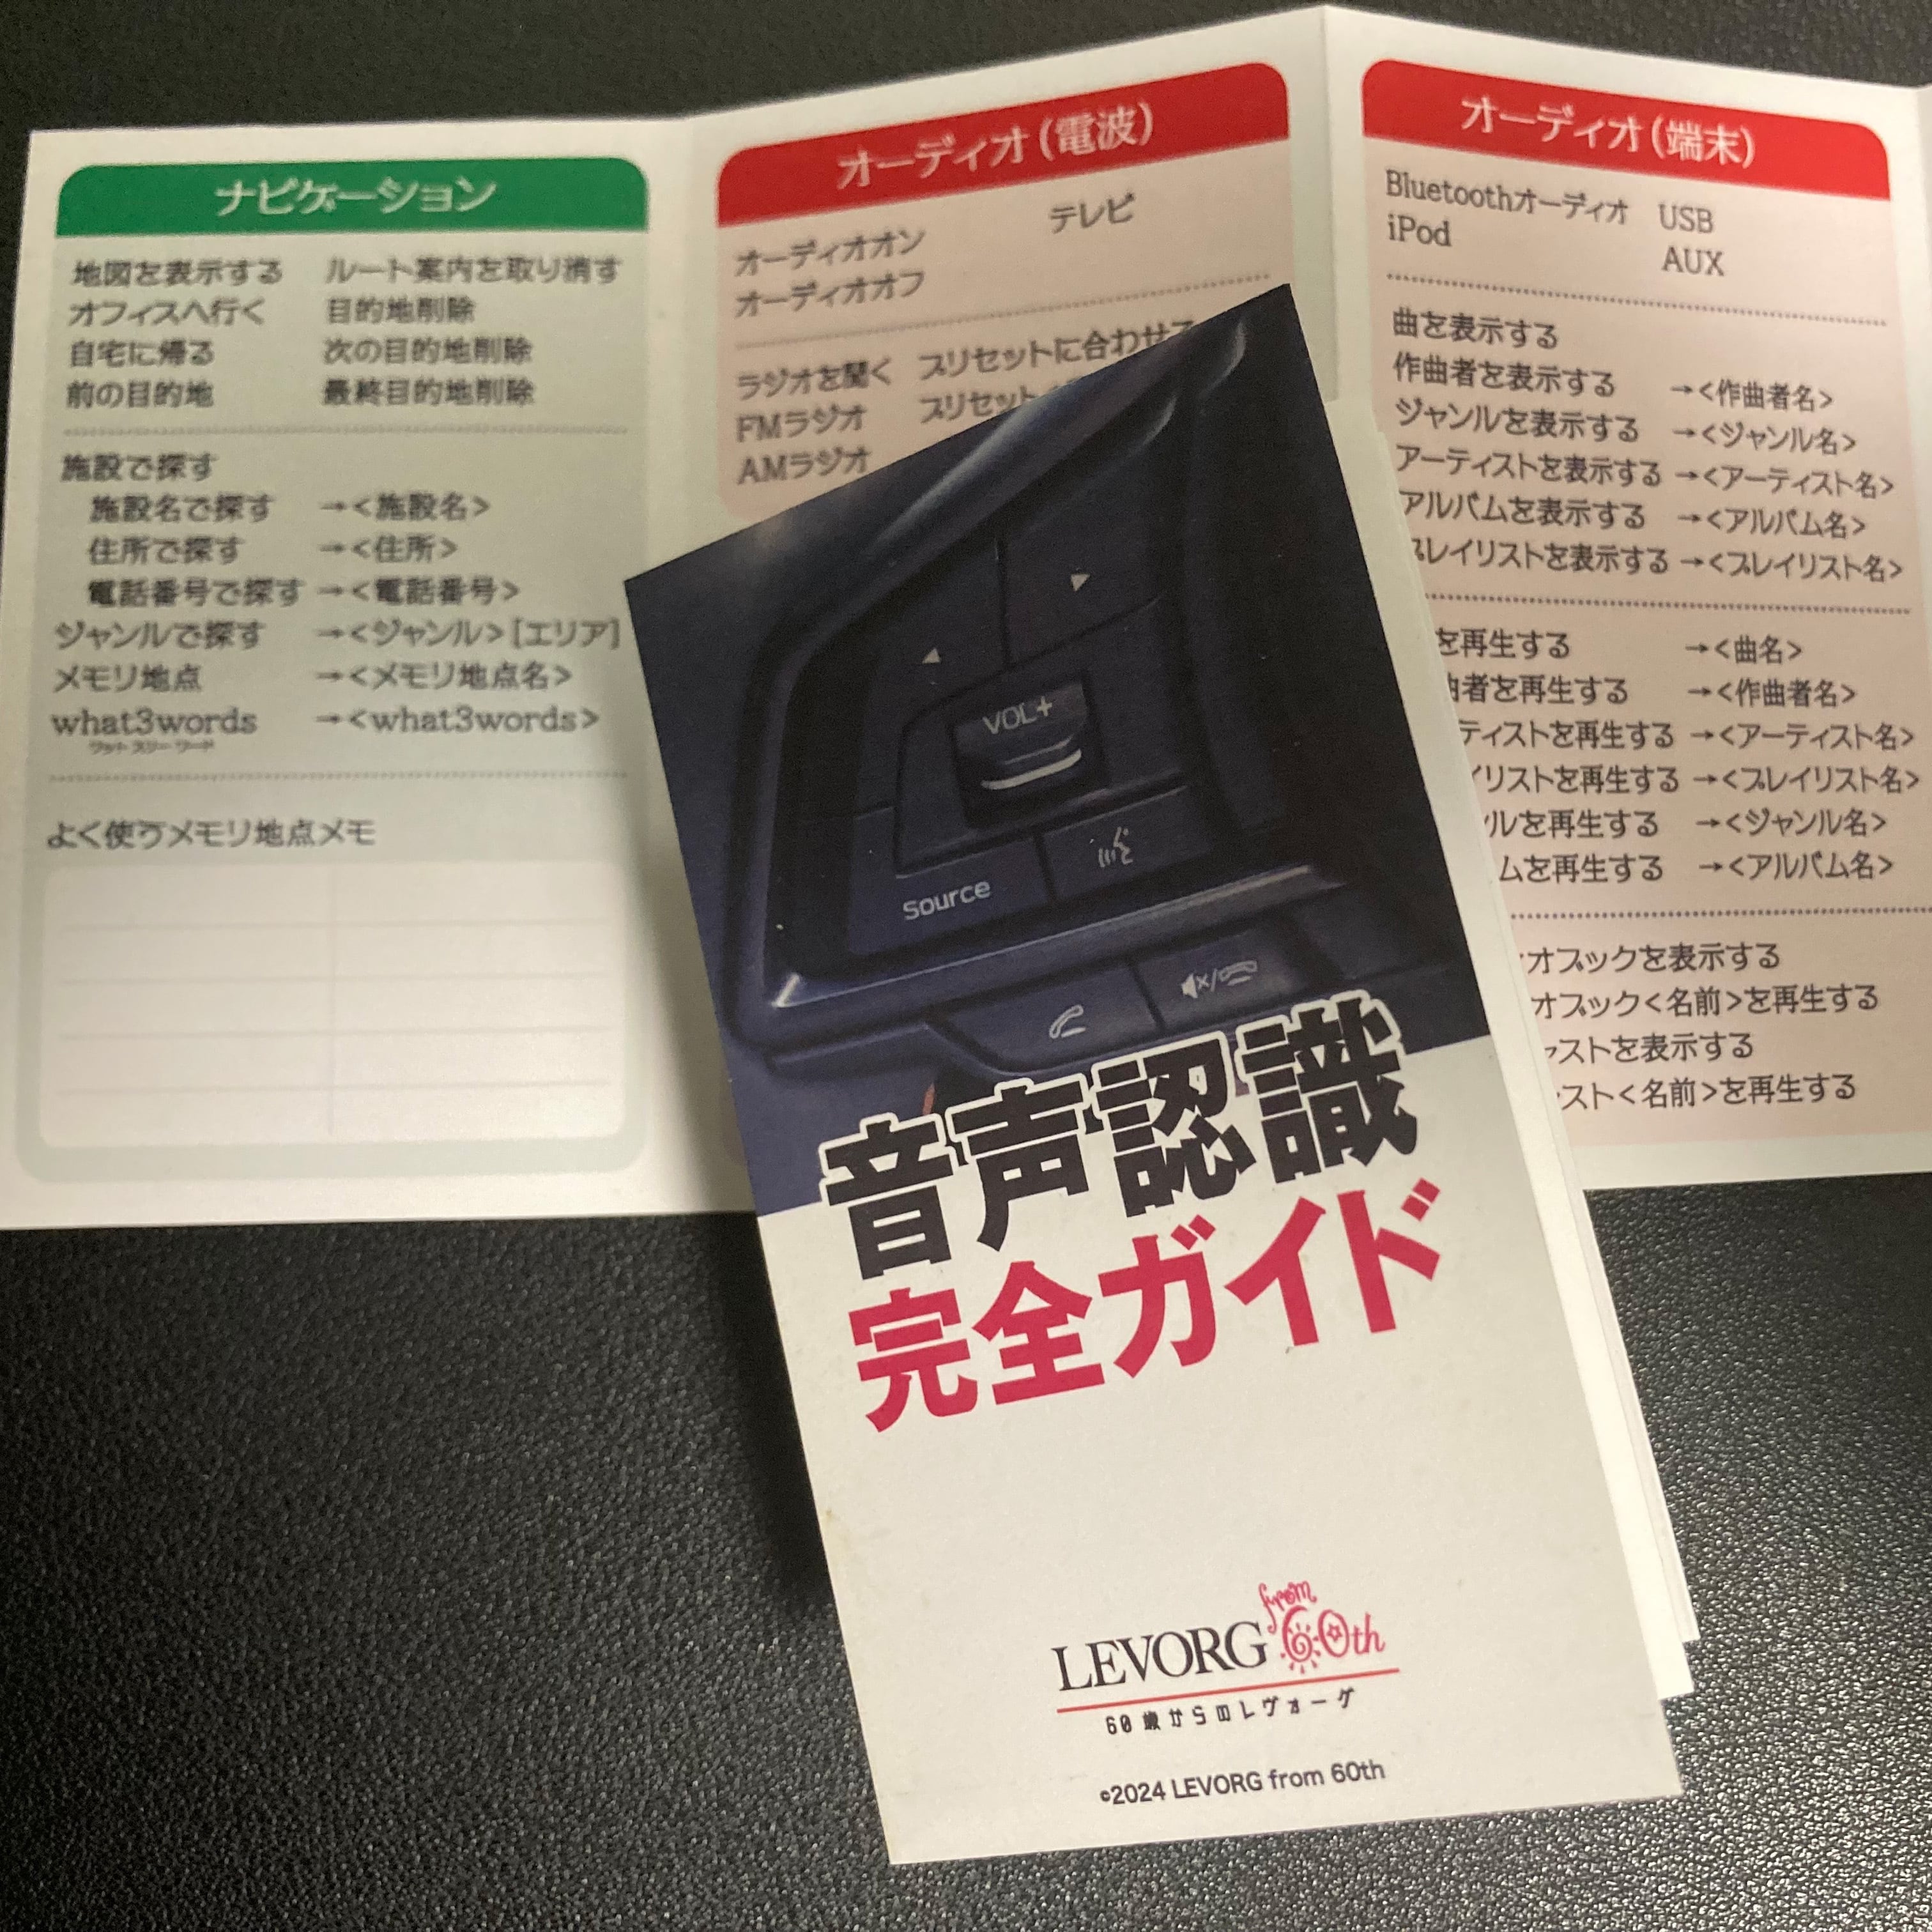 ナビゲーション
地図を表示する ルート案内を取り消す
オフィスへ行く 目的地削除
自宅に帰る 次の目的地削除
前の目的地 最終目的地削除
施設で探す
施設名で探す →<施設名>
住所で探す →<住所>
電話番号で探す →<電話番号>
ジャンルで探す →<ジャンル>[エリア]
メモリ地点 →<メモリ地点名>
what3words →<what3words>
ワット スリー ワード
よく使うメモリ地点メモ
オーディオ(電波)
オーディオオン テレビ
オーディオオフ
ラジオを聞く プリセットに合わせる
FMラジオ プリセット
AMラジオ
オーディオ(端末)
Bluetoothオーディオ USB
iPod AUX
曲を表示する
作曲者を表示する →<作曲者名>
ジャンルを表示する →<ジャンル名>
アーティストを表示する →<アーティスト名>
アルバムを表示する →<アルバム名>
プレイリストを表示する →<プレイリスト名>
を再生する →<曲名>
曲者を再生する →<作曲者名>
ティストを再生する →<アーティスト名>
イリストを再生する →<プレイリスト名>
ルを再生する →<ジャンル名>
ムを再生する →<アルバム名>
オブックを表示する
オブック<名前>を再生する
ャストを表示する
スト<名前>を再生する
VOL+
Source
音声認識
完全ガイド
LEVORG from 60th
60歳からのレヴォーグ
©2024 LEVORG from 60th